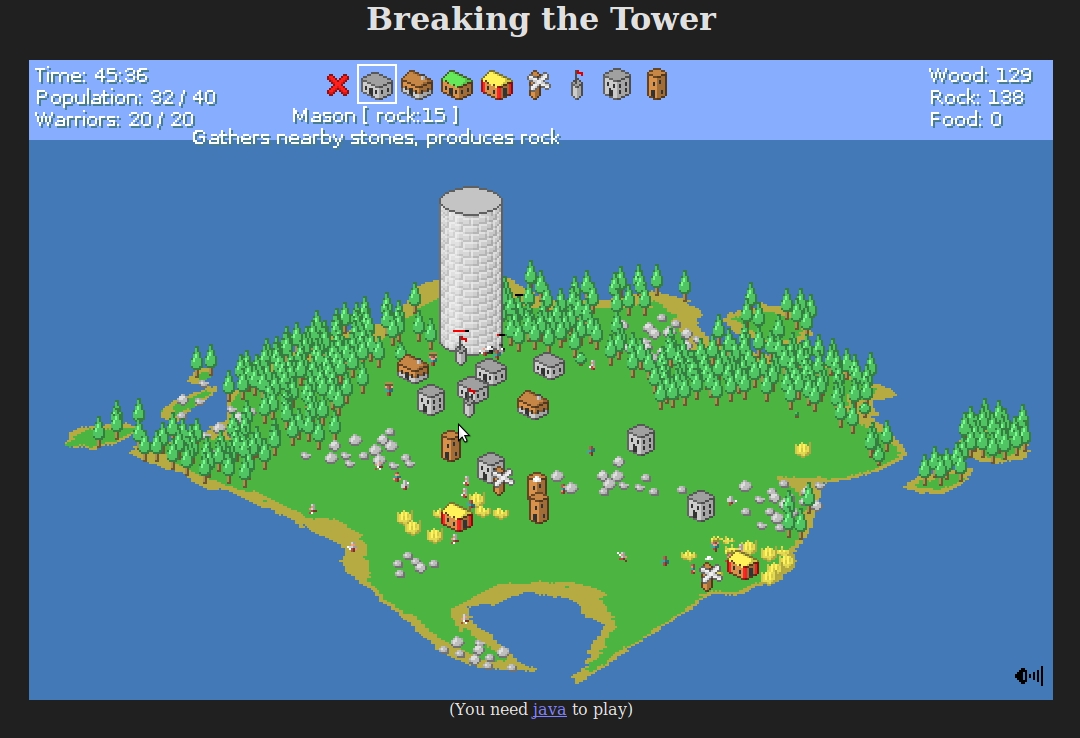 Breaking the Tower
Time: 45:36
Population: 32 / 40
Warriors: 20 / 20
Mason [ rock:15 ]
Gathers nearby stones, produces rock
Wood: 129
Rock: 138
Food: 0
(You need java to play)